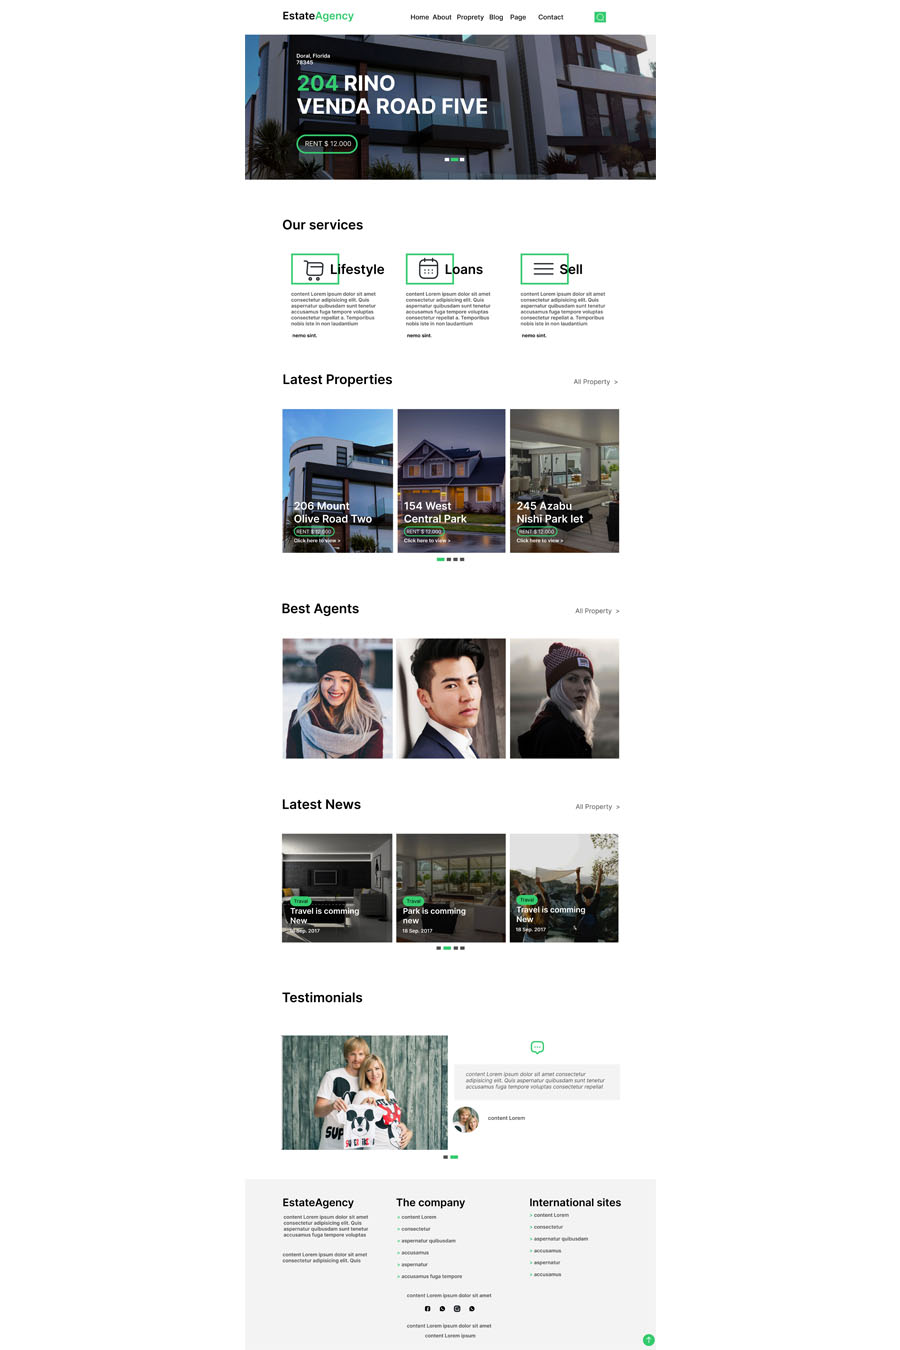 EstateAgency
Home About Proprety Blog Page Contact
Doral, Florida
78345
204 RINO
VENDA ROAD FIVE
RENT $ 12.000
Our services
Lifestyle
content Lorem ipsum dolor sit amet
consectetur adipisicing elit. Quis
aspernatur quibusdam sunt tenetur
accusamus fuga tempore voluptas
consectetur repellat a. Temporibus
nobis iste in non laudantium
nemo sint.
Loans
content Lorem ipsum dolor sit amet
consectetur adipisicing elit. Quis
aspernatur quibusdam sunt tenetur
accusamus fuga tempore voluptas
consectetur repellat a. Temporibus
nobis iste in non laudantium
nemo sint.
Sell
content Lorem ipsum dolor sit amet
consectetur adipisicing elit. Quis
aspernatur quibusdam sunt tenetur
accusamus fuga tempore voluptas
consectetur repellat a. Temporibus
nobis iste in non laudantium
nemo sint.
Latest Properties
All Property >
206 Mount
Olive Road Two
RENT $ 12.000
Click here to view >
154 West
Central Park
RENT $ 12.000
Click here to view >
245 Azabu
Nishi Park let
RENT $ 12.000
Click here to view >
Best Agents
All Property >
Latest News
All Property >
Travel
Travel is comming
New
18 Sep. 2017
Travel
Park is comming
new
18 Sep. 2017
Travel
Travel is comming
New
18 Sep. 2017
Testimonials
content Lorem ipsum dolor sit amet consectetur
adipisicing elit. Quis aspernatur quibusdam sunt tenetur
accusamus fuga tempore voluptas consectetur repellat
content Lorem
EstateAgency
content Lorem ipsum dolor sit amet
consectetur adipisicing elit. Quis
aspernatur quibusdam sunt tenetur
accusamus fuga tempore voluptas
content Lorem ipsum dolor sit amet
consectetur adipisicing elit. Quis
The company
> content Lorem
> consectetur
> aspernatur quibusdam
> accusamus
> aspernatur
> accusamus fuga tempore
International sites
> content Lorem
> consectetur
> aspernatur quibusdam
> accusamus
> aspernatur
> accusamus
content Lorem ipsum dolor sit amet
content Lorem ipsum dolor sit amet
content Lorem ipsum